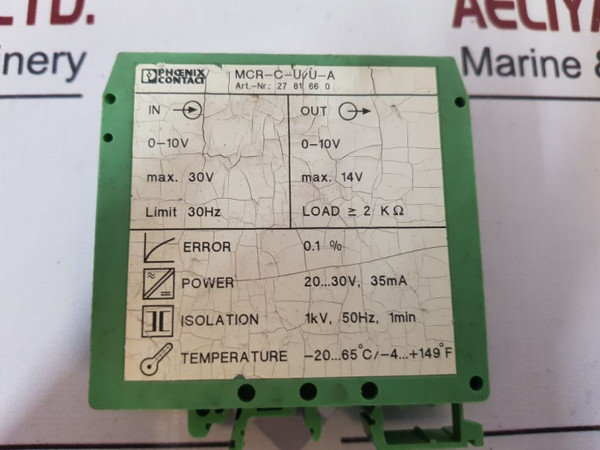 LTD.
AELIYA
inery
Marine &
PHŒNIX CONTACT
MCR-C-U/U-A
Art.-Nr.: 27 81 66 0
IN
OUT
0-10V
0-10V
max. 30V
max. 14V
Limit 30Hz
LOAD ≥ 2 KΩ
ERROR 0.1 %
POWER 20...30V, 35mA
ISOLATION 1kV, 50Hz, 1min
TEMPERATURE -20...65°C/-4...+149°F